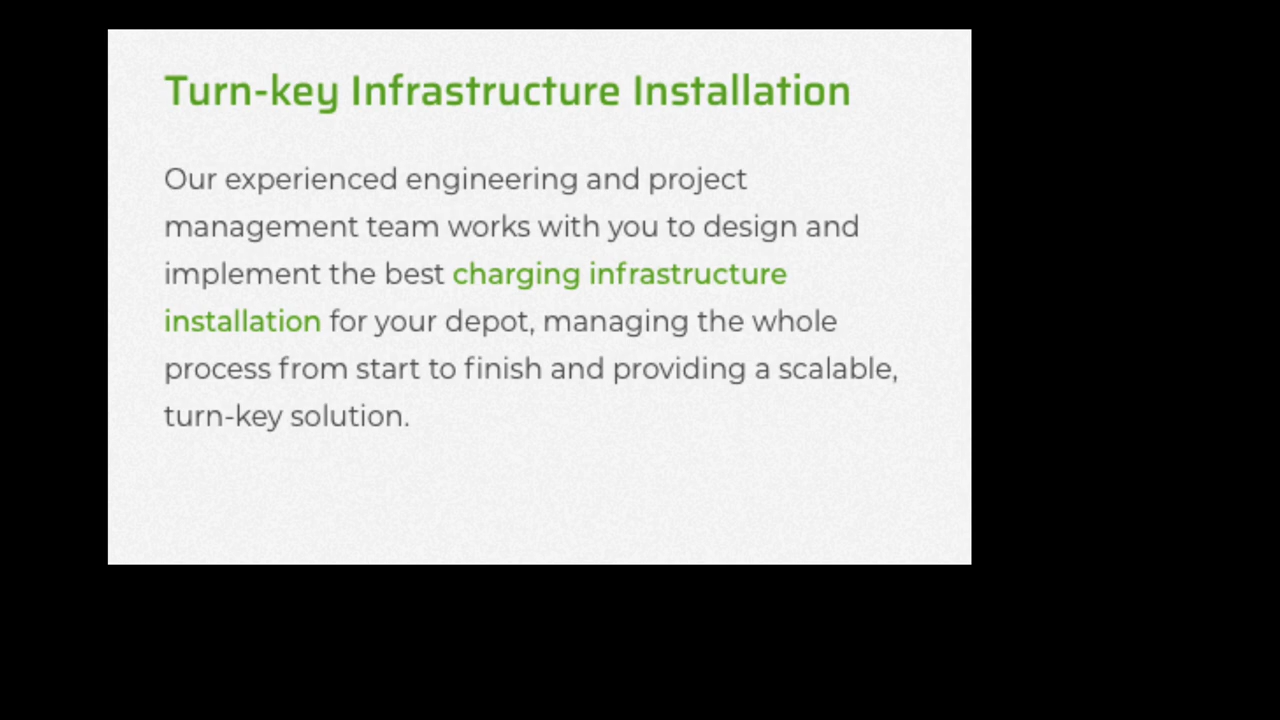 Turn-key Infrastructure Installation
Our experienced engineering and project
management team works with you to design and
implement the best charging infrastructure
installation for your depot, managing the whole
process from start to finish and providing a scalable,
turn-key solution.